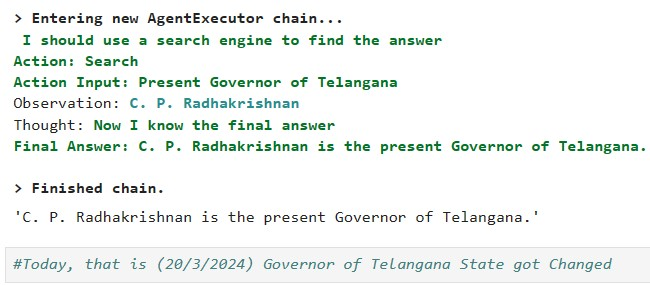 > Entering new AgentExecutor chain...
I should use a search engine to find the answer
Action: Search
Action Input: Present Governor of Telangana
Observation: C. P. Radhakrishnan
Thought: Now I know the final answer
Final Answer: C. P. Radhakrishnan is the present Governor of Telangana.
> Finished chain.
'C. P. Radhakrishnan is the present Governor of Telangana.'
#Today, that is (20/3/2024) Governor of Telangana State got Changed